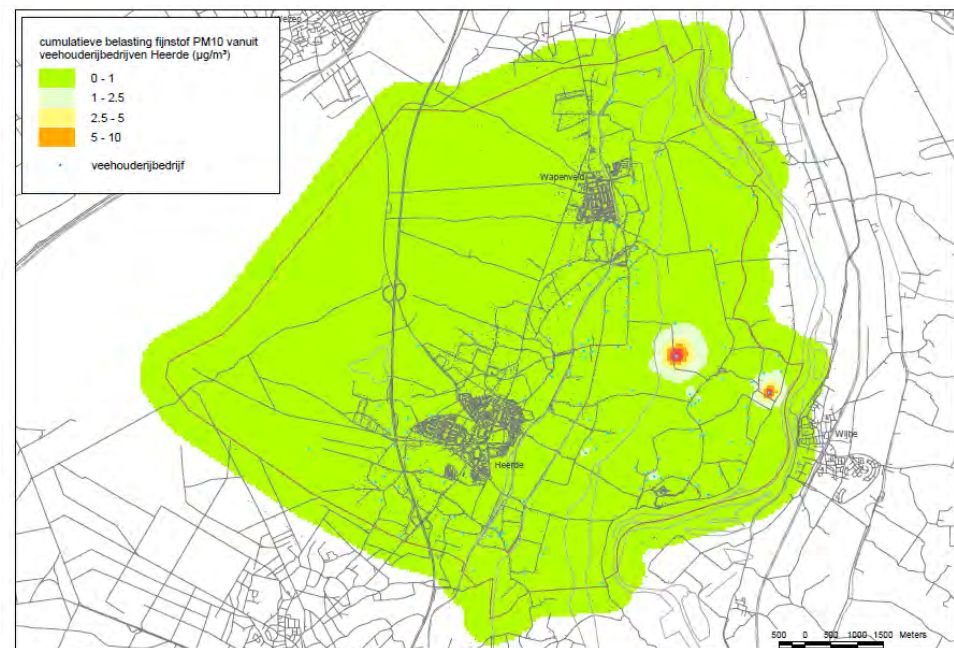 cumulatieve belasting fijnstof PM10 vanuit
veehouderijbedrijven Heerde (µg/m³)
0 - 1
1 - 2.5
2.5 - 5
5 - 10
veehouderijbedrijf
Wapenveld
Heerde
Wijhe
500 0 500 1000 1500 Meters